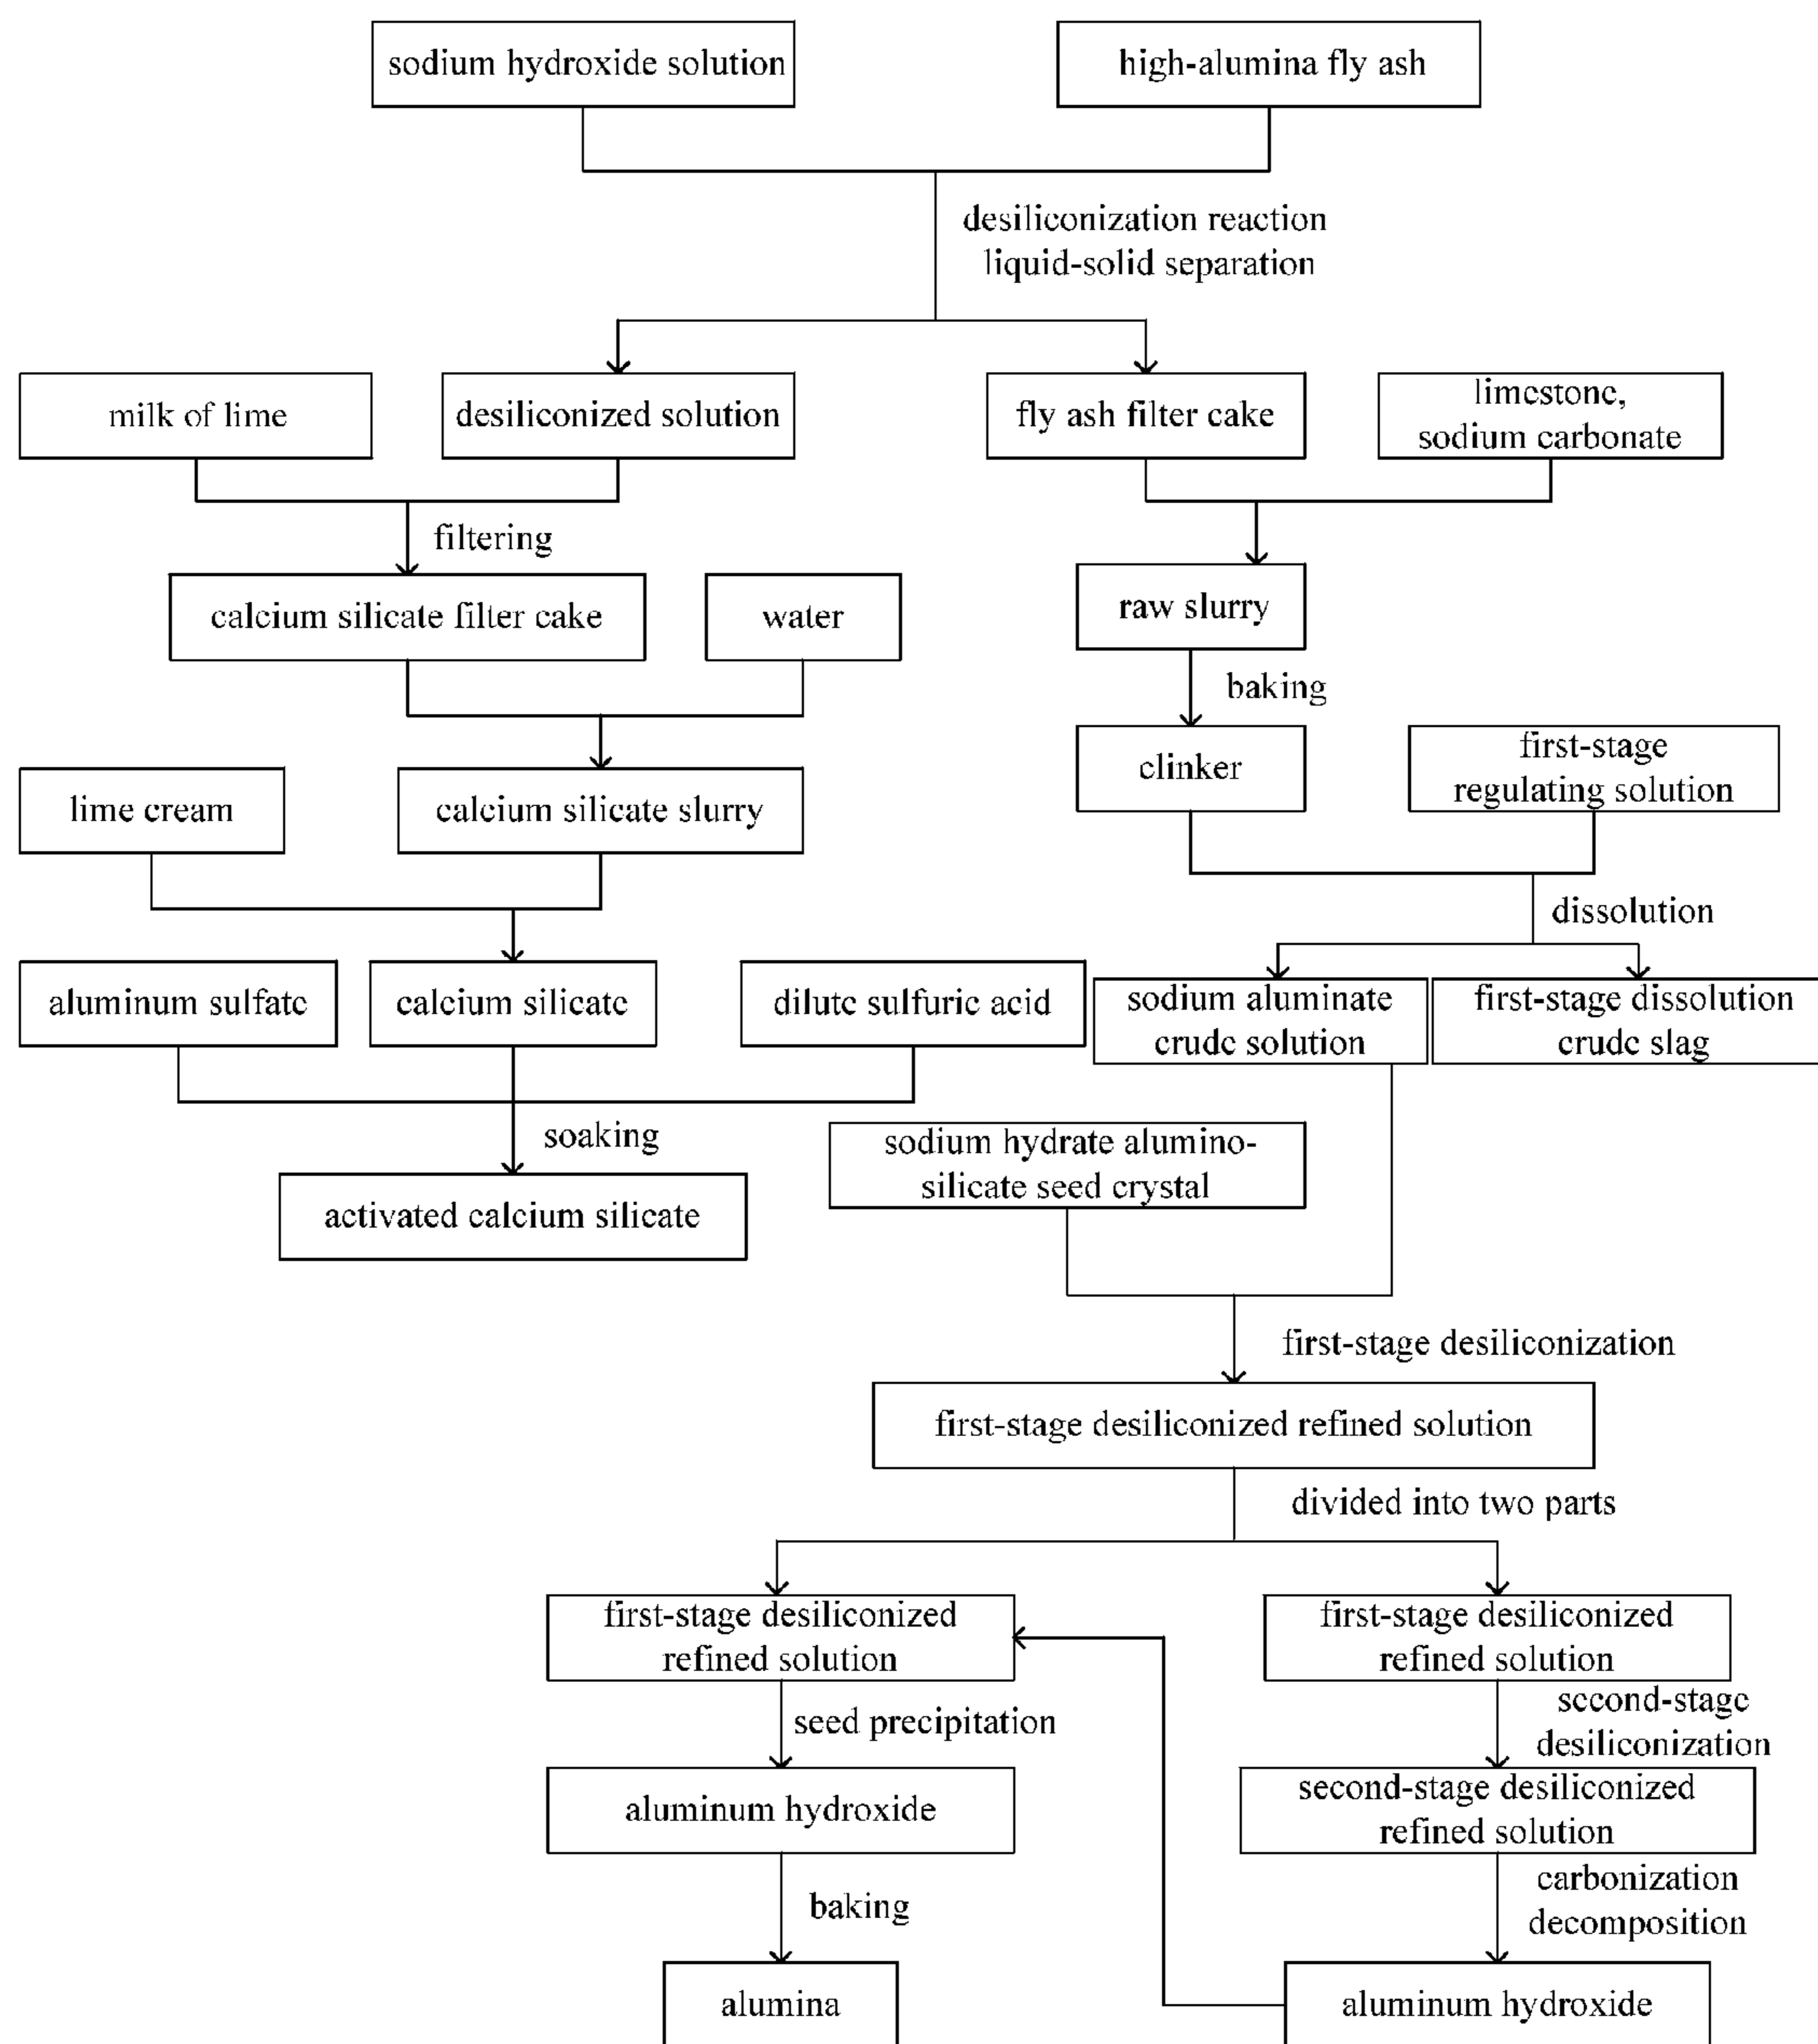 sodium hydroxide solution
high-alumina fly ash
desiliconization reaction
liquid-solid separation
milk of lime
desiliconized solution
fly ash filter cake
limestone,
sodium carbonate
filtering
calcium silicate filter cake
water
raw slurry
baking
lime cream
calcium silicate slurry
clinker
first-stage
regulating solution
dissolution
aluminum sulfate
calcium silicate
dilute sulfuric acid
sodium aluminate
crude solution
first-stage dissolution
crude slag
soaking
sodium hydrate alumino-
silicate seed crystal
activated calcium silicate
first-stage desiliconization
first-stage desiliconized refined solution
divided into two parts
first-stage desiliconized
refined solution
first-stage desiliconized
refined solution
seed precipitation
second-stage
desiliconization
aluminum hydroxide
second-stage desiliconized
refined solution
baking
carbonization
decomposition
alumina
aluminum hydroxide